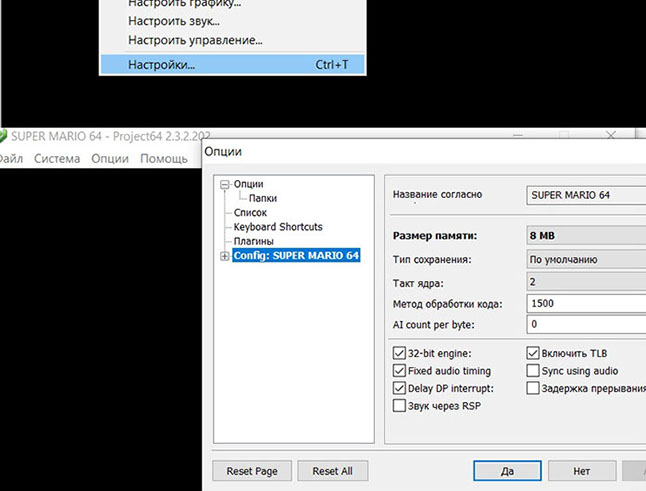 Настроить графику...
Настроить звук...
Настроить управление...
Настройки... Ctrl+T
SUPER MARIO 64 - Project64 2.3.2.202
Файл Система Опции Помощь
Опции
Опции
Папки
Список
Keyboard Shortcuts
Плагины
Config: SUPER MARIO 64
Название согласно SUPER MARIO 64
Размер памяти: 8 MB
Тип сохранения: По умолчанию
Такт ядра: 2
Метод обработки кода: 1500
AI count per byte: 0
32-bit engine: Включить TLB
Fixed audio timing Sync using audio
Delay DP interrupt: Задержка прерывания
Звук через RSP
Reset Page Reset All Да Нет